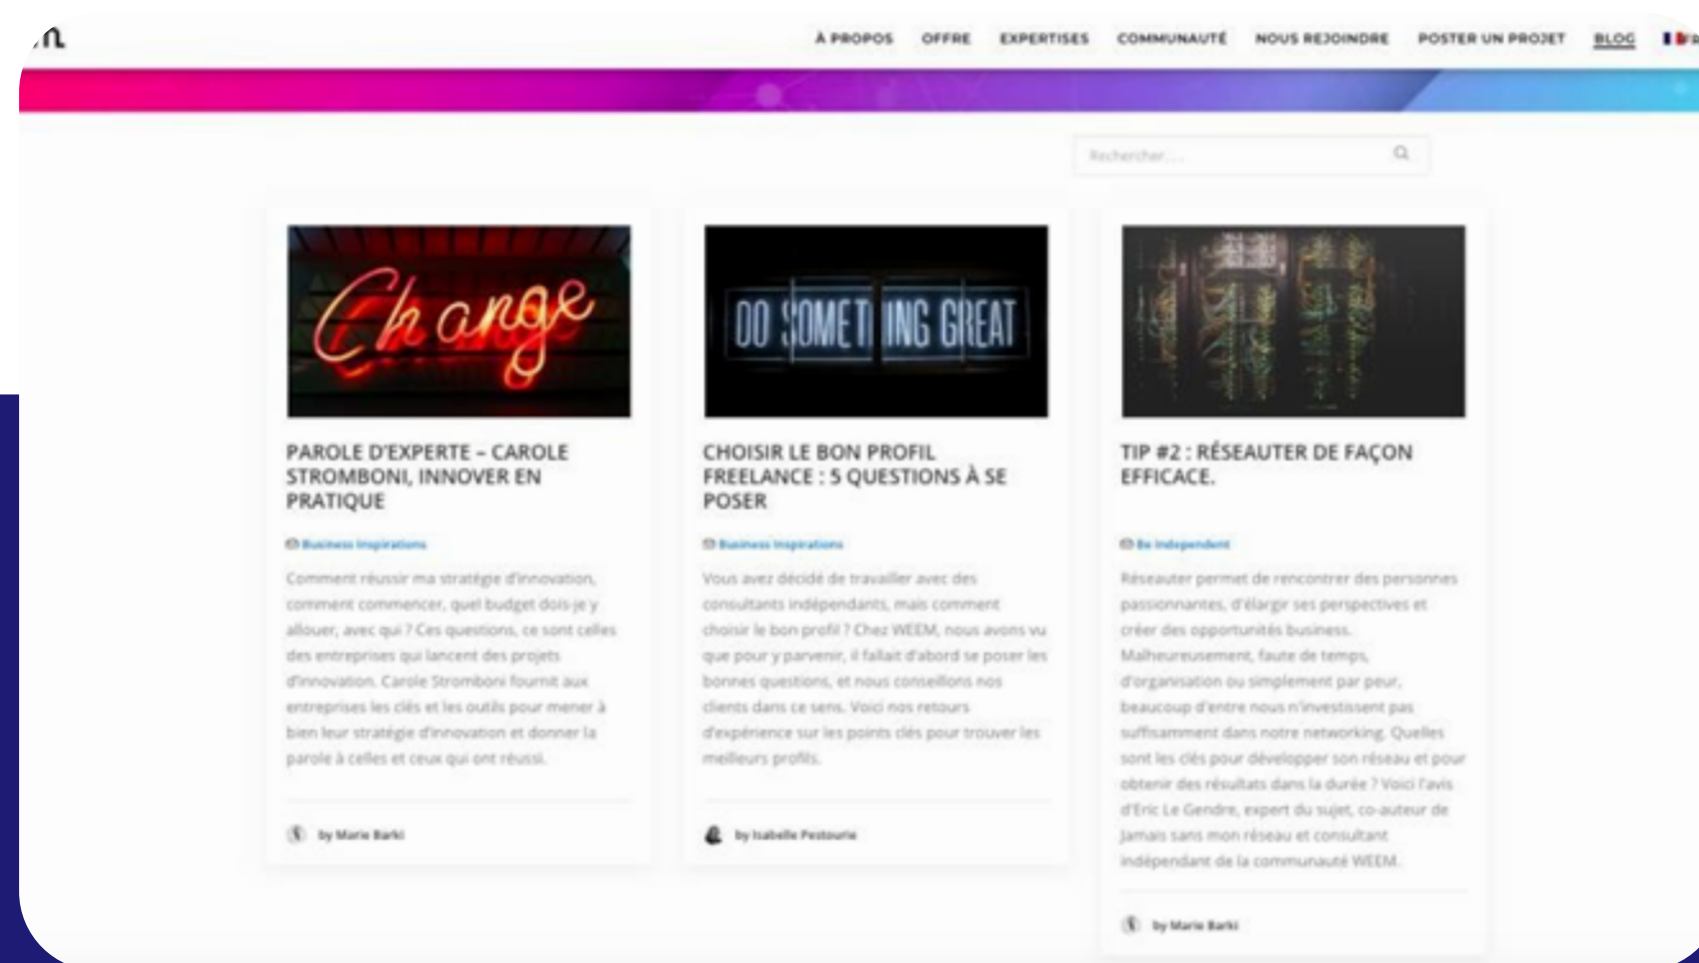 À PROPOS OFFRE EXPERTISES COMMUNAUTÉ NOUS REJOINDRE POSTER UN PROJET BLOG
Rechercher . . .
Change
DO SOMETHING GREAT
PAROLE D'EXPERTE – CAROLE
STROMBONI, INNOVER EN
PRATIQUE
Business Inspirations
Comment réussir ma stratégie d'innovation,
comment commencer, quel budget dois-je y
allouer, avec qui ? Ces questions, ce sont celles
des entreprises qui lancent des projets
d'innovation. Carole Stromboni fournit aux
entreprises les clés et les outils pour mener à
bien leur stratégie d'innovation et donner la
parole à celles et ceux qui ont réussi.
by Marie Barki
CHOISIR LE BON PROFIL
FREELANCE : 5 QUESTIONS À SE
POSER
Business Inspirations
Vous avez décidé de travailler avec des
consultants indépendants, mais comment
choisir le bon profil ? Chez WEEM, nous avons vu
que pour y parvenir, il fallait d'abord se poser les
bonnes questions, et nous conseillons nos
clients dans ce sens. Voici nos retours
d'expérience sur les points clés pour trouver les
meilleurs profils.
by Isabelle Pestourie
TIP #2 : RÉSEAUTER DE FAÇON
EFFICACE.
Be Independent
Réseauter permet de rencontrer des personnes
passionnantes, d'élargir ses perspectives et
créer des opportunités business.
Malheureusement, faute de temps,
d'organisation ou simplement par peur,
beaucoup d'entre nous n'investissent pas
suffisamment dans notre networking. Quelles
sont les clés pour développer son réseau et pour
obtenir des résultats dans la durée ? Voici l'avis
d'Eric Le Gendre, expert du sujet, co-auteur de
Jamais sans mon réseau et consultant
indépendant de la communauté WEEM.
by Marie Barki